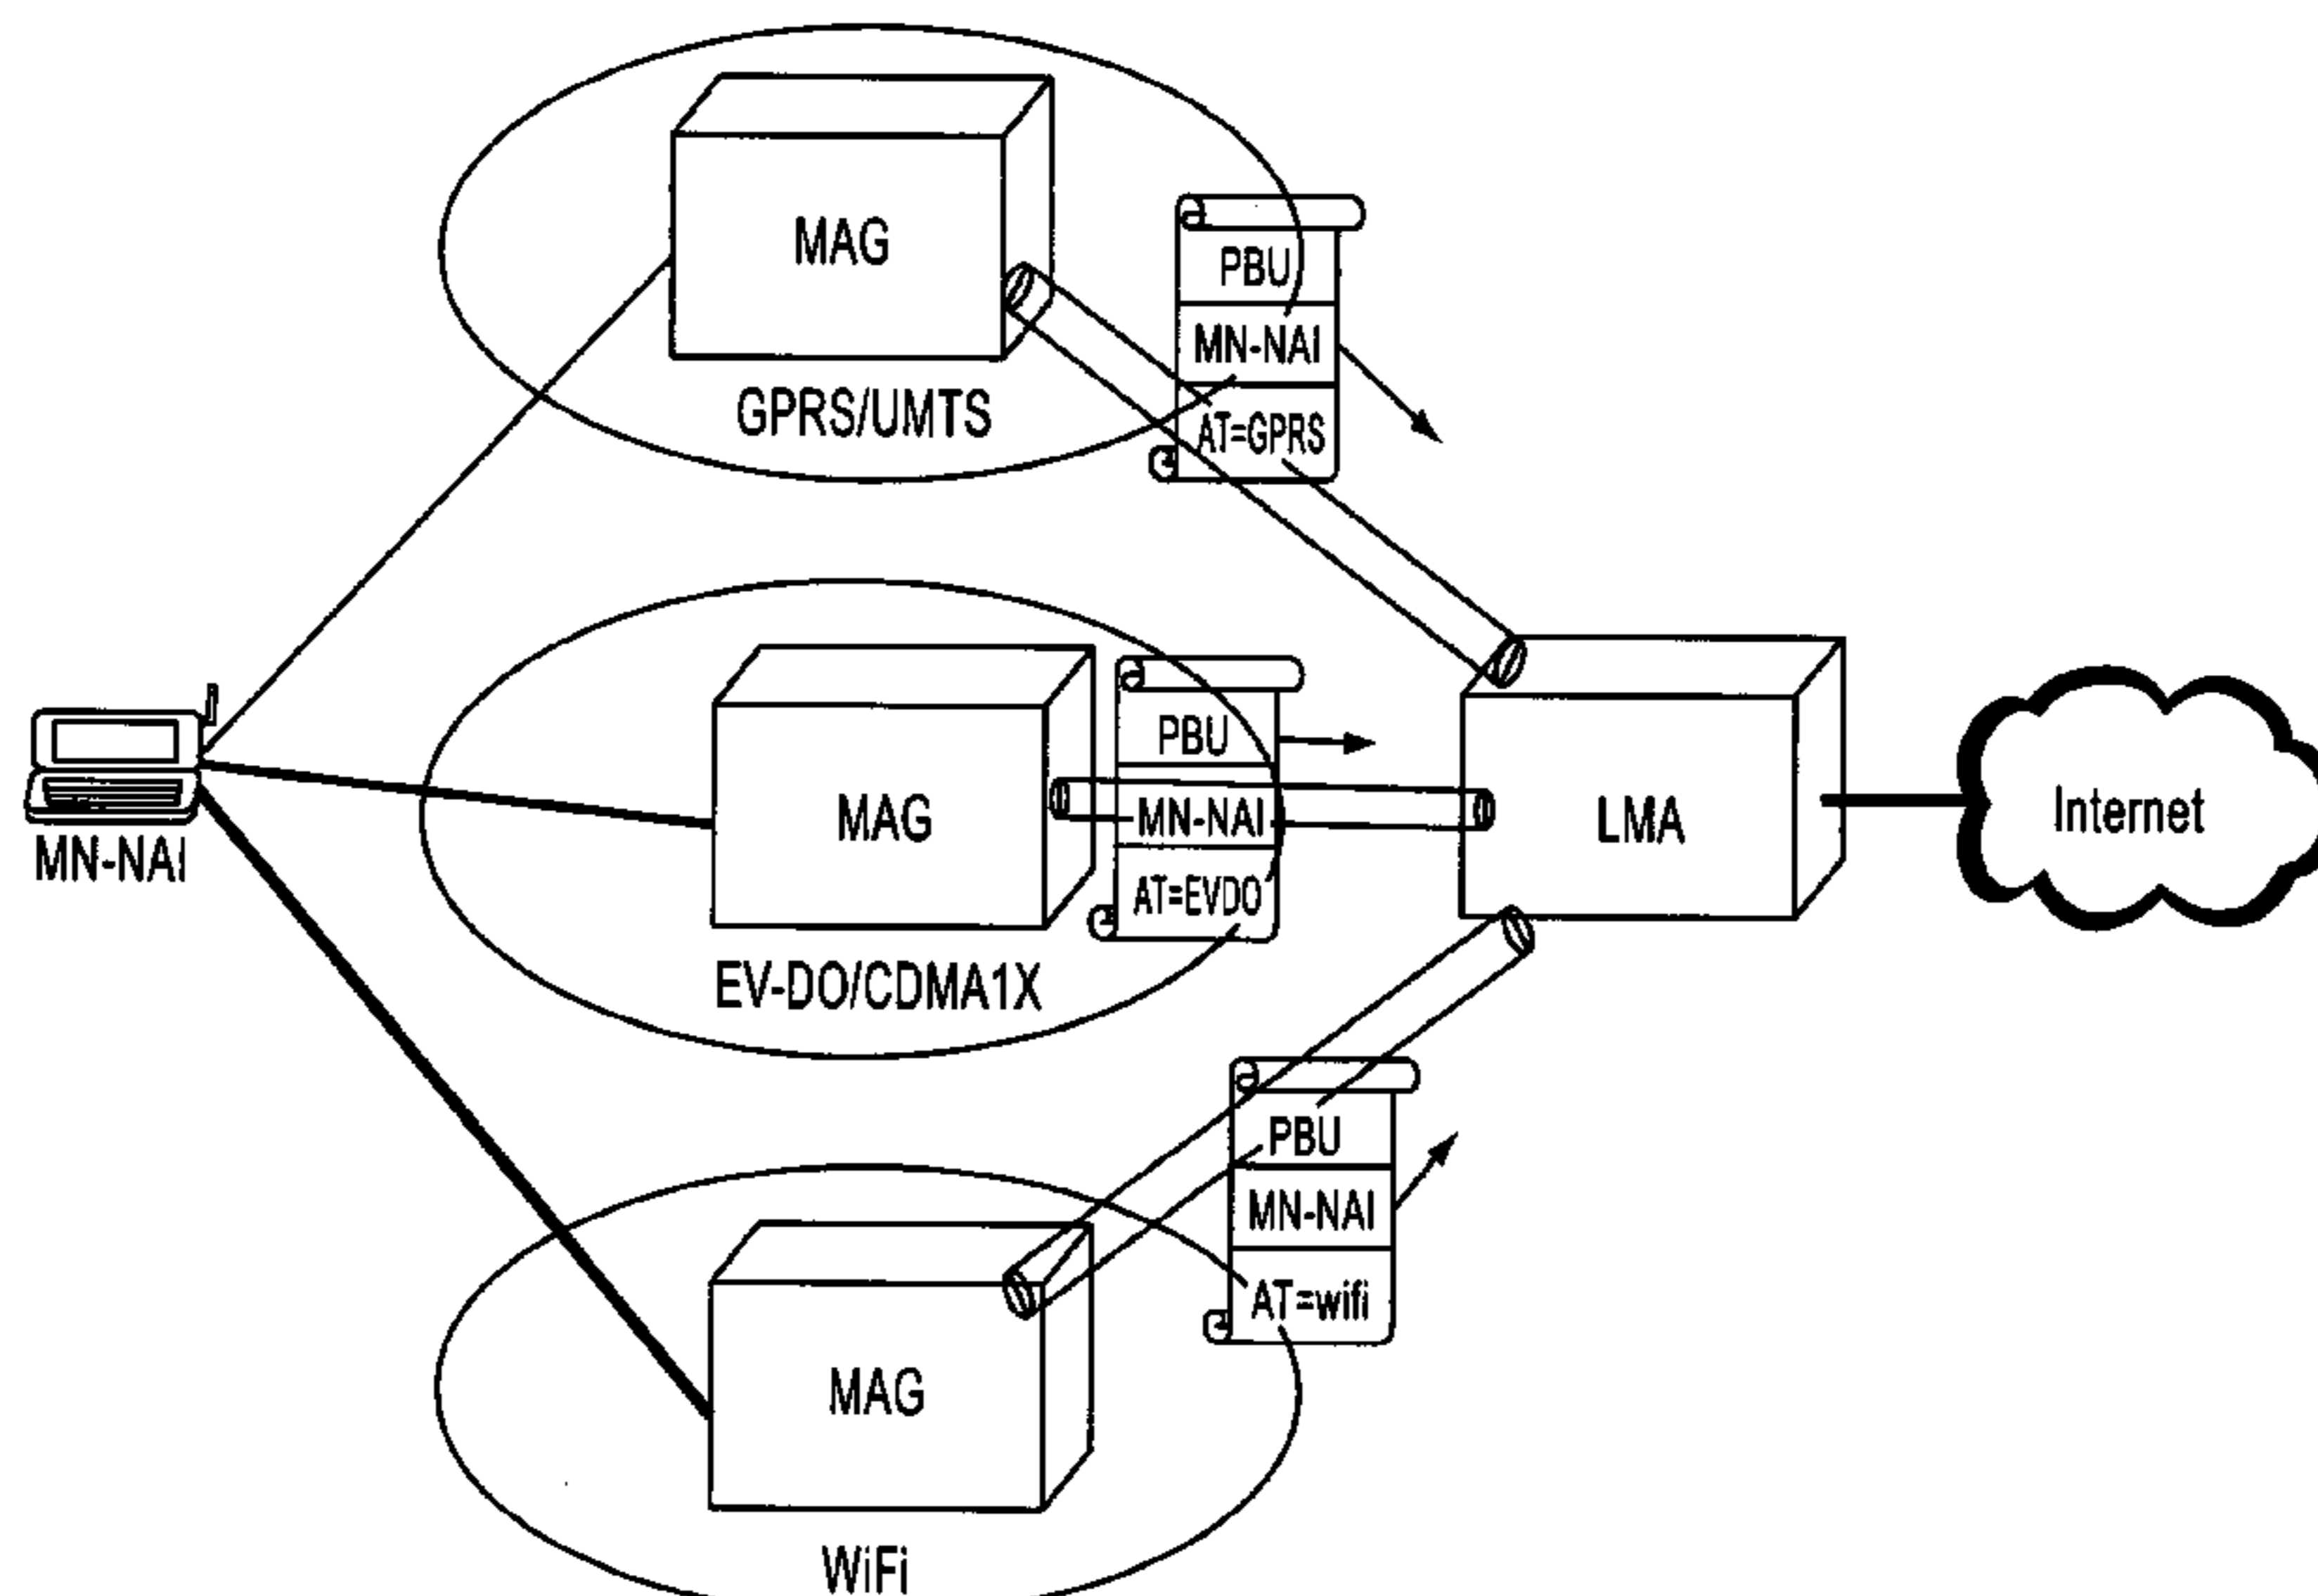 MAG
GPRS/UMTS
PBU
MN-NAI
AT=GPRS
MN-NAI
MAG
EV-DO/CDMA1X
PBU
MN-NAI
AT=EVDO
LMA
Internet
MAG
WiFi
PBU
MN-NAI
AT=wifi